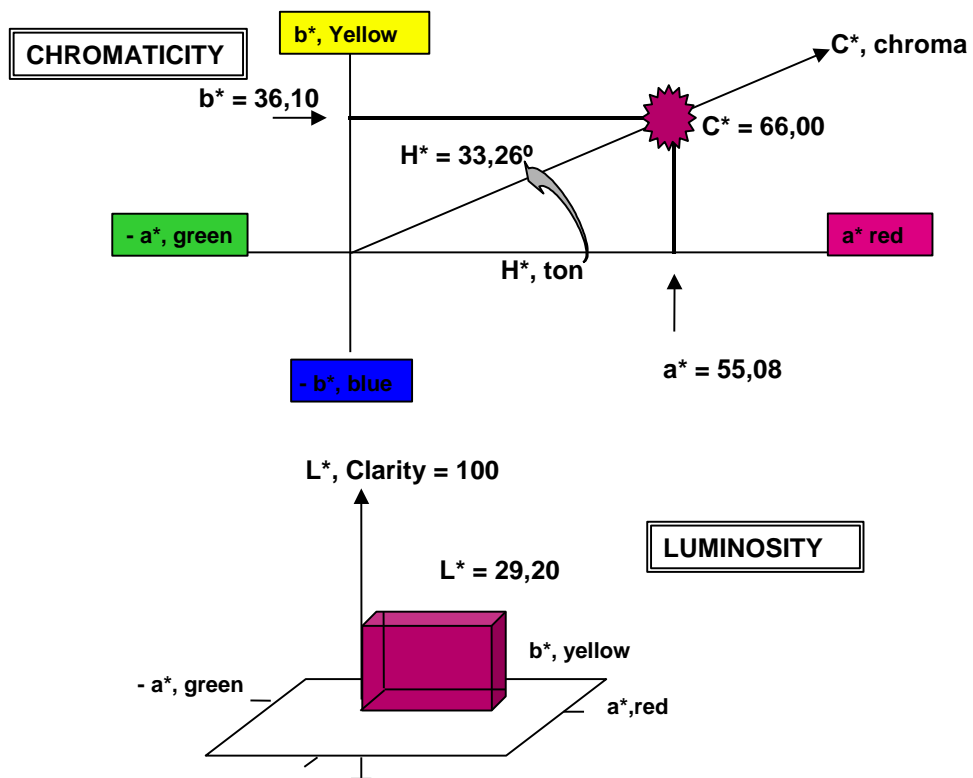 b*, Yellow
CHROMATICITY
C*, chroma
b* = 36,10
C* = 66,00
H* = 33,26º
- a*, green
a* red
H*, ton
a* = 55,08
- b*, blue
L*, Clarity = 100
LUMINOSITY
L* = 29,20
b*, yellow
- a*, green
a*,red